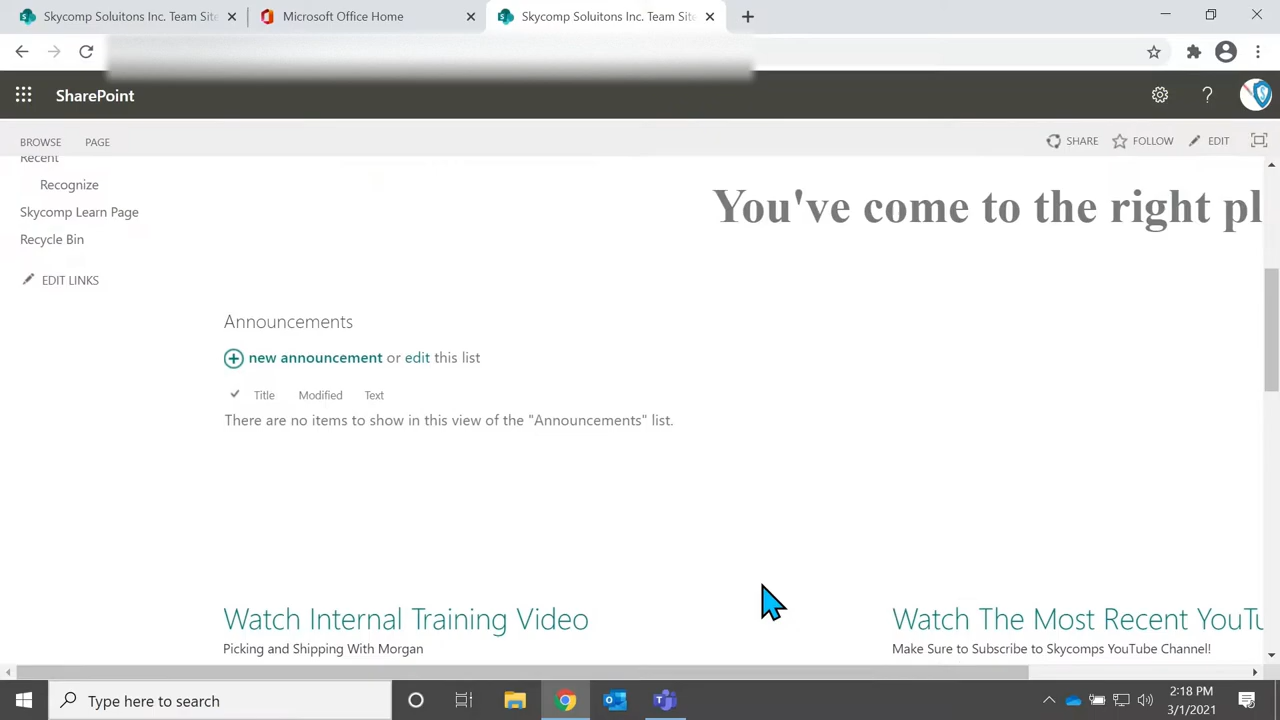 Skycomp Soluitons Inc. Team Site
Microsoft Office Home
Skycomp Soluitons Inc. Team Site
SharePoint
BROWSE
PAGE
SHARE
FOLLOW
EDIT
Recent
Recognize
Skycomp Learn Page
Recycle Bin
EDIT LINKS
You've come to the right pl
Announcements
new announcement or edit this list
Title Modified Text
There are no items to show in this view of the "Announcements" list.
Watch Internal Training Video
Picking and Shipping With Morgan
Watch The Most Recent YouTu
Make Sure to Subscribe to Skycomps YouTube Channel!
Type here to search
2:18 PM
3/1/2021